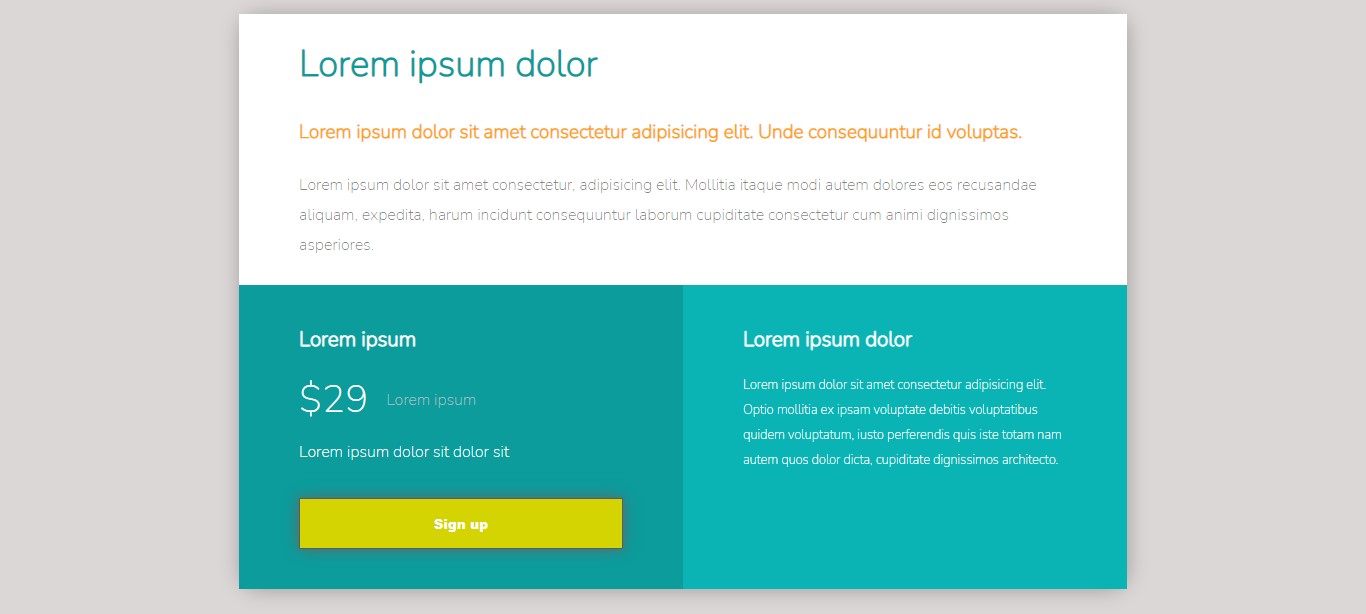 Lorem ipsum dolor
Lorem ipsum dolor sit amet consectetur adipisicing elit. Unde consequuntur id voluptas.
Lorem ipsum dolor sit amet consectetur, adipisicing elit. Mollitia itaque modi autem dolores eos recusandae
aliquam, expedita, harum incidunt consequuntur laborum cupiditate consectetur cum animi dignissimos
asperiores.
Lorem ipsum
$29 Lorem ipsum
Lorem ipsum dolor sit dolor sit
Sign up
Lorem ipsum dolor
Lorem ipsum dolor sit amet consectetur adipisicing elit.
Optio mollitia ex ipsam voluptate debitis voluptatibus
quidem voluptatum, iusto perferendis quis iste totam nam
autem quos dolor dicta, cupiditate dignissimos architecto.